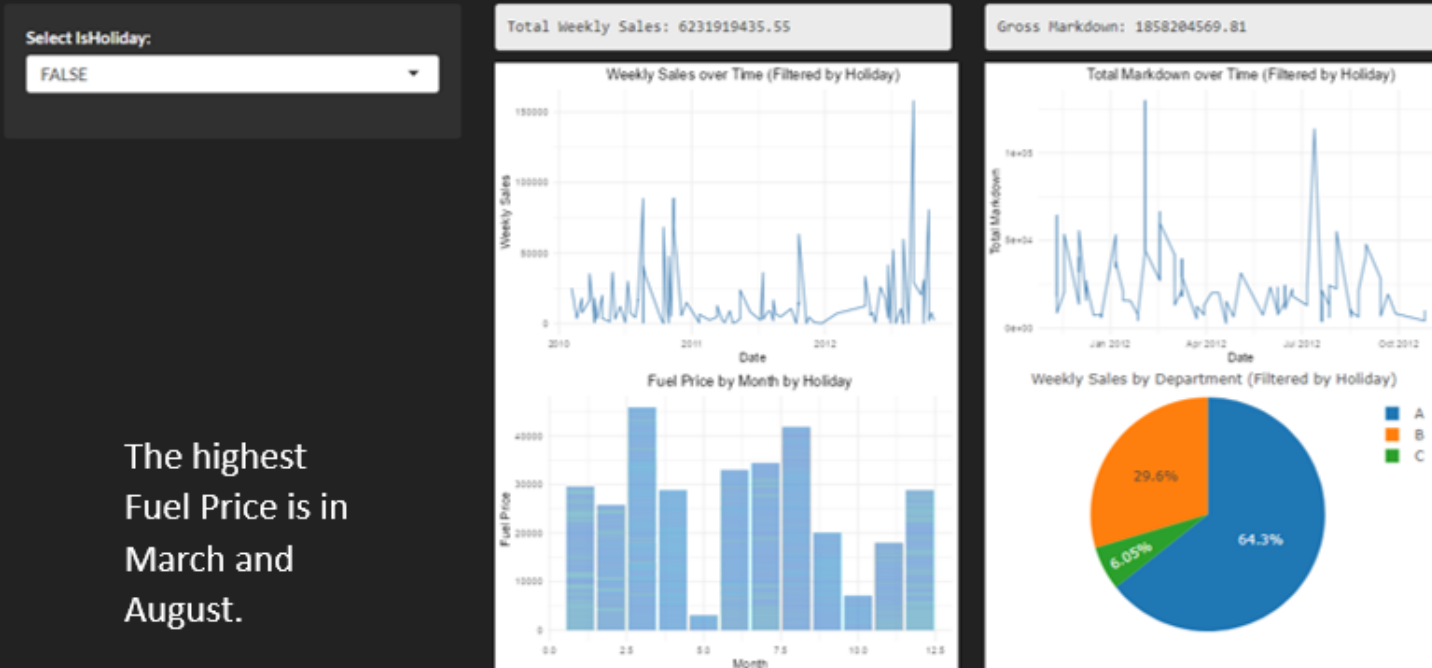 Select IsHoliday:
FALSE
The highest
Fuel Price is in
March and
August.
Total Weekly Sales: 6231919435.55
Weekly Sales over Time (Filtered by Holiday)
Weekly Sales
150000
100000
50000
0
2010 2011 2012
Date
Fuel Price by Month by Holiday
Fuel Price
40000
30000
20000
10000
0
0.0 2.5 5.0 7.5 10.0 12.5
Month
Gross Markdown: 1858204569.81
Total Markdown over Time (Filtered by Holiday)
Total Markdown
1e+05
5e+04
0e+00
Jan 2012 Apr 2012 Jul 2012 Oct 2012
Date
Weekly Sales by Department (Filtered by Holiday)
A
B
C
29.6%
64.3%
6.05%